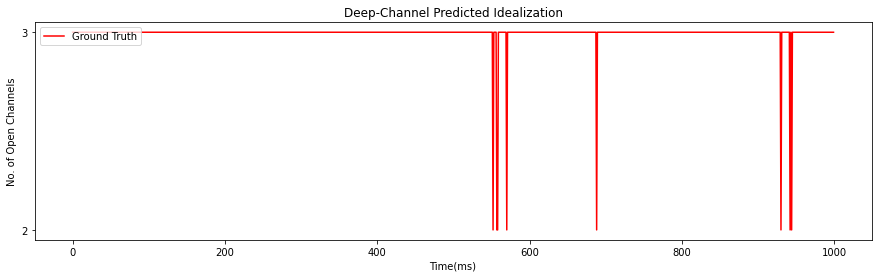 Deep-Channel Predicted Idealization
Ground Truth
No. of Open Channels
3
2
0
200
400
600
800
1000
Time(ms)